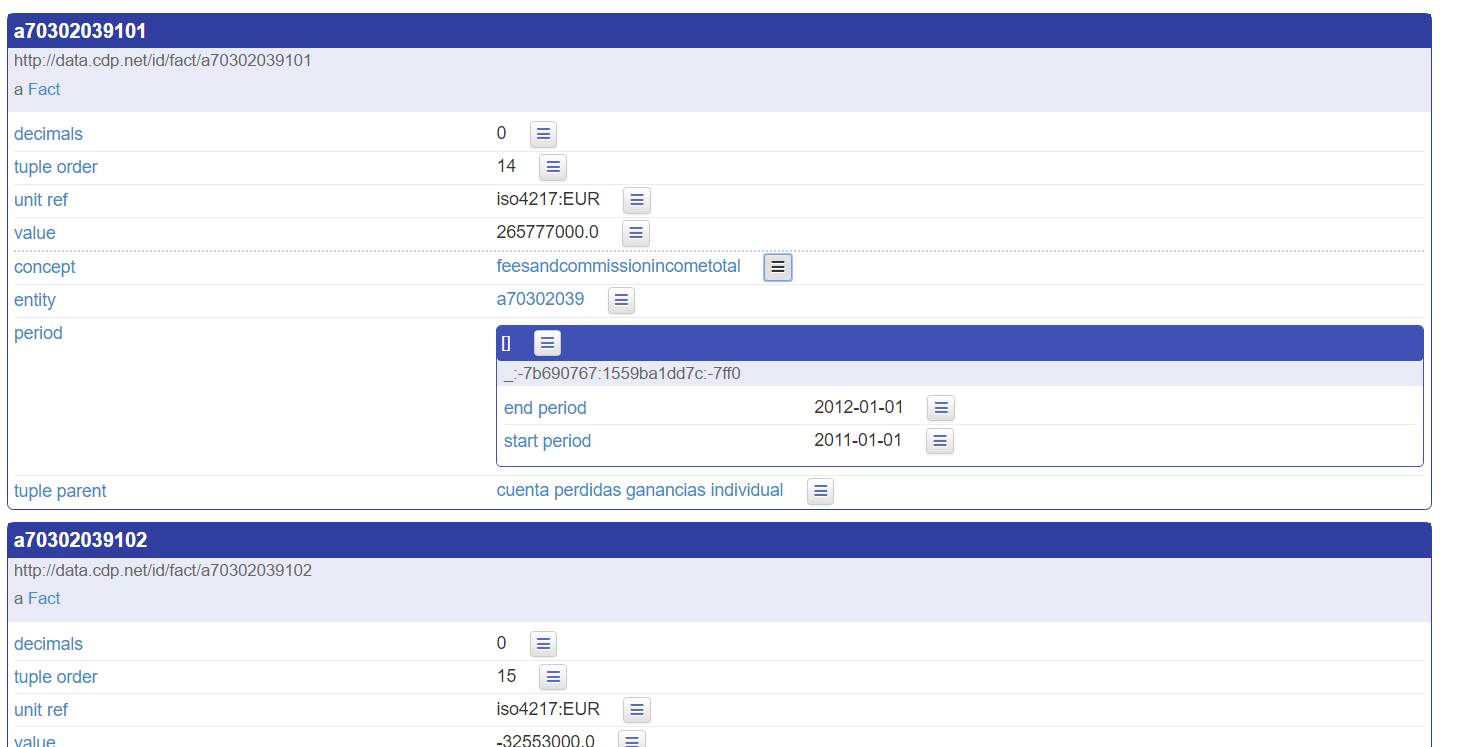 a70302039101
http://data.cdp.net/id/fact/a70302039101
a Fact
decimals 0
tuple order 14
unit ref iso4217:EUR
value 265777000.0
concept feesandcommissionincometotal
entity a70302039
period
[]
_:-7b690767:1559ba1dd7c:-7ff0
end period 2012-01-01
start period 2011-01-01
tuple parent cuenta perdidas ganancias individual
a70302039102
http://data.cdp.net/id/fact/a70302039102
a Fact
decimals 0
tuple order 15
unit ref iso4217:EUR
value -32553000.0